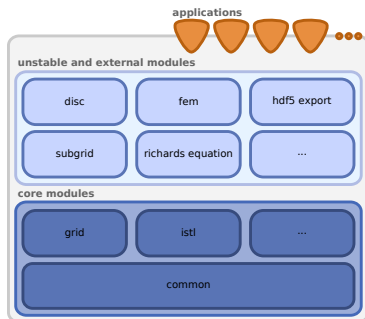 applications
unstable and external modules
disc fem hdf5 export
subgrid richards equation ...
core modules
grid istl ...
common